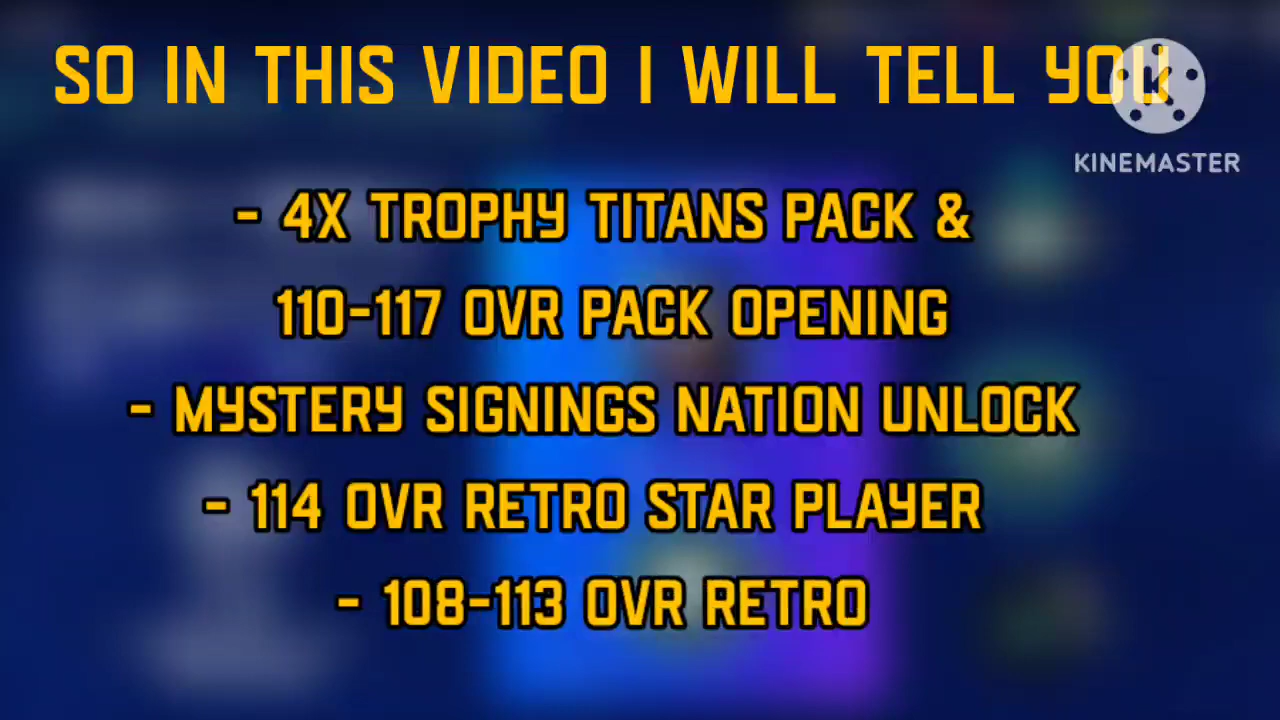 SO IN THIS VIDEO I WILL TELL YOU
KINEMASTER
- 4X TROPHY TITANS PACK &
110-117 OVR PACK OPENING
- MYSTERY SIGNINGS NATION UNLOCK
- 114 OVR RETRO STAR PLAYER
- 108-113 OVR RETRO